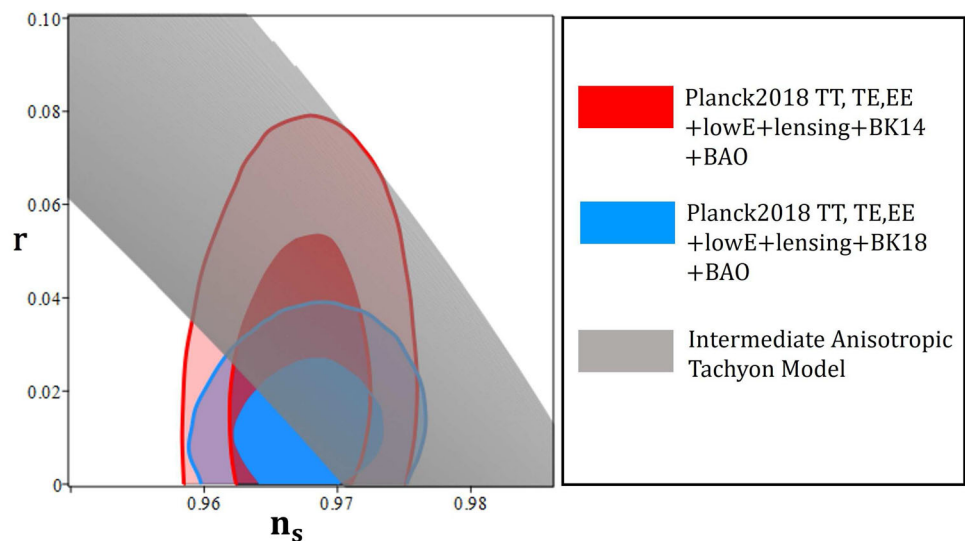 0.10
0.08
0.06
0.04
0.02
0
r
0.96
0.97
0.98
n_s
Planck2018 TT, TE,EE
+lowE+lensing+BK14
+BAO
Planck2018 TT, TE,EE
+lowE+lensing+BK18
+BAO
Intermediate Anisotropic
Tachyon Model